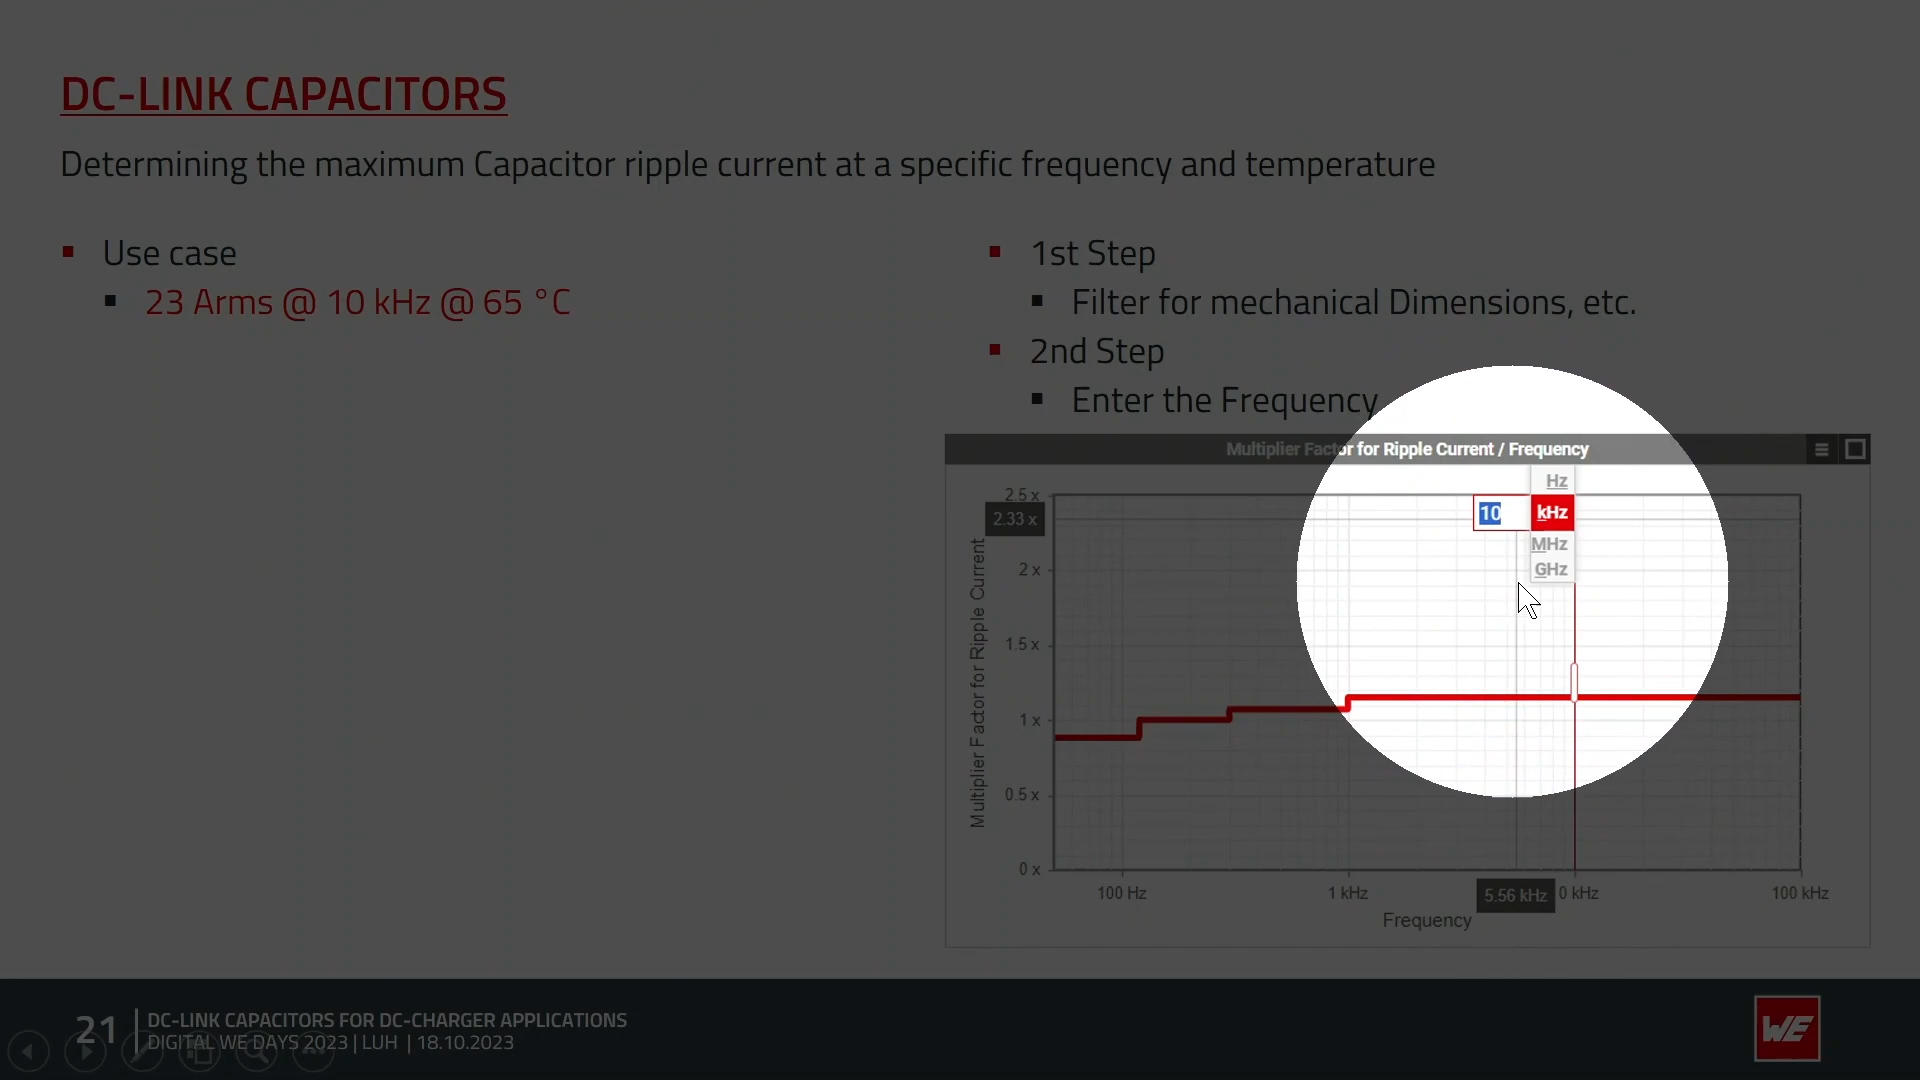 DC-LINK CAPACITORS
Determining the maximum Capacitor ripple current at a specific frequency and temperature
Use case
23 Arms @ 10 kHz @ 65 °C
1st Step
Filter for mechanical Dimensions, etc.
2nd Step
Enter the Frequency
Multiplier Factor for Ripple Current / Frequency
Hz
10 kHz
MHz
GHz
2.5 x
2.33 x
2 x
1.5 x
1 x
0.5 x
0 x
Multiplier Factor for Ripple Current
100 Hz
1 kHz
5.56 kHz
0 kHz
100 kHz
Frequency
21
DC-LINK CAPACITORS FOR DC-CHARGER APPLICATIONS
DIGITAL WE DAYS 2023 | LUH | 18.10.2023
WE